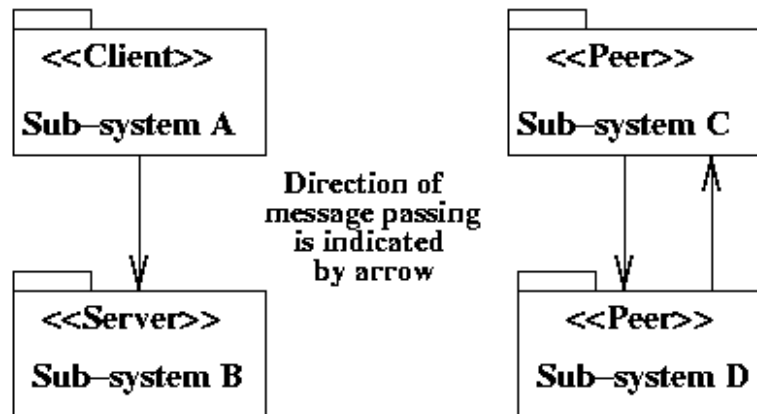 <<Client>>
Sub–system A
<<Server>>
Sub–system B
Direction of
message passing
is indicated
by arrow
<<Peer>>
Sub–system C
<<Peer>>
Sub–system D